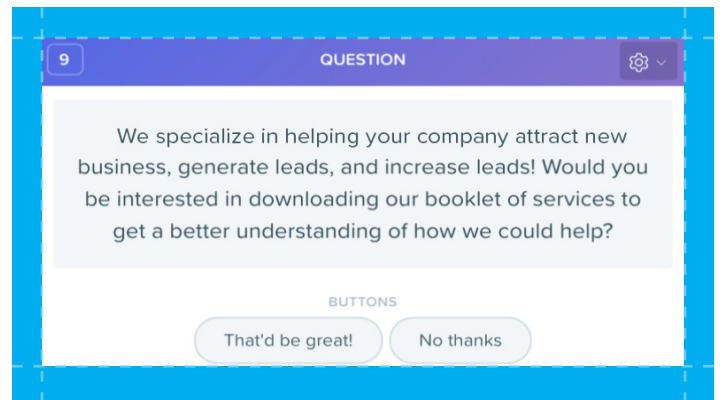 9
QUESTION
We specialize in helping your company attract new
business, generate leads, and increase leads! Would you
be interested in downloading our booklet of services to
get a better understanding of how we could help?
BUTTONS
That'd be great!
No thanks